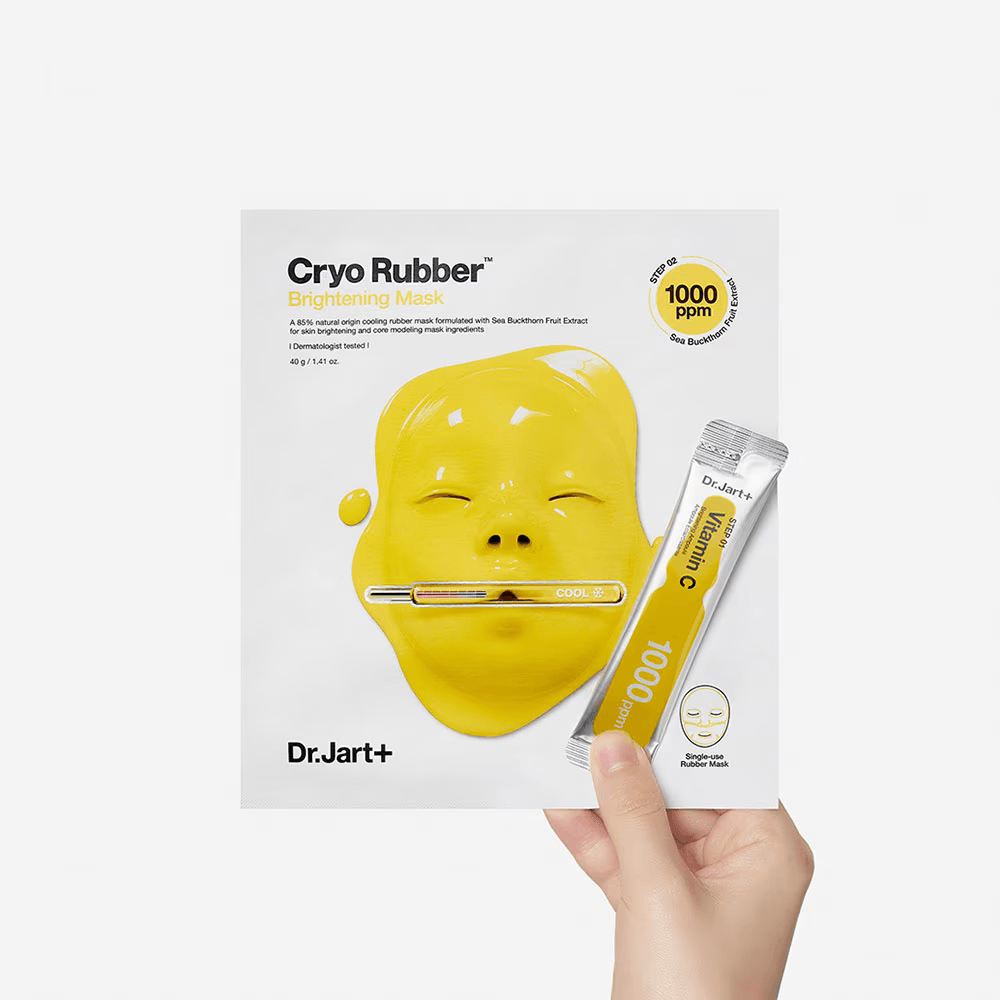 Cryo Rubber™
Brightening Mask
A 85% natural origin cooling rubber mask formulated with Sea Buckthorn Fruit Extract
for skin brightening and core modeling mask ingredients
| Dermatologist tested |
40 g / 1.41 oz.
STEP 02
1000
ppm
Sea Buckthorn Fruit Extract
COOL
Dr.Jart+
STEP 01
Vitamin C
Brightening Ampoule
1000 ppm
Dr.Jart+
Single-use
Rubber Mask